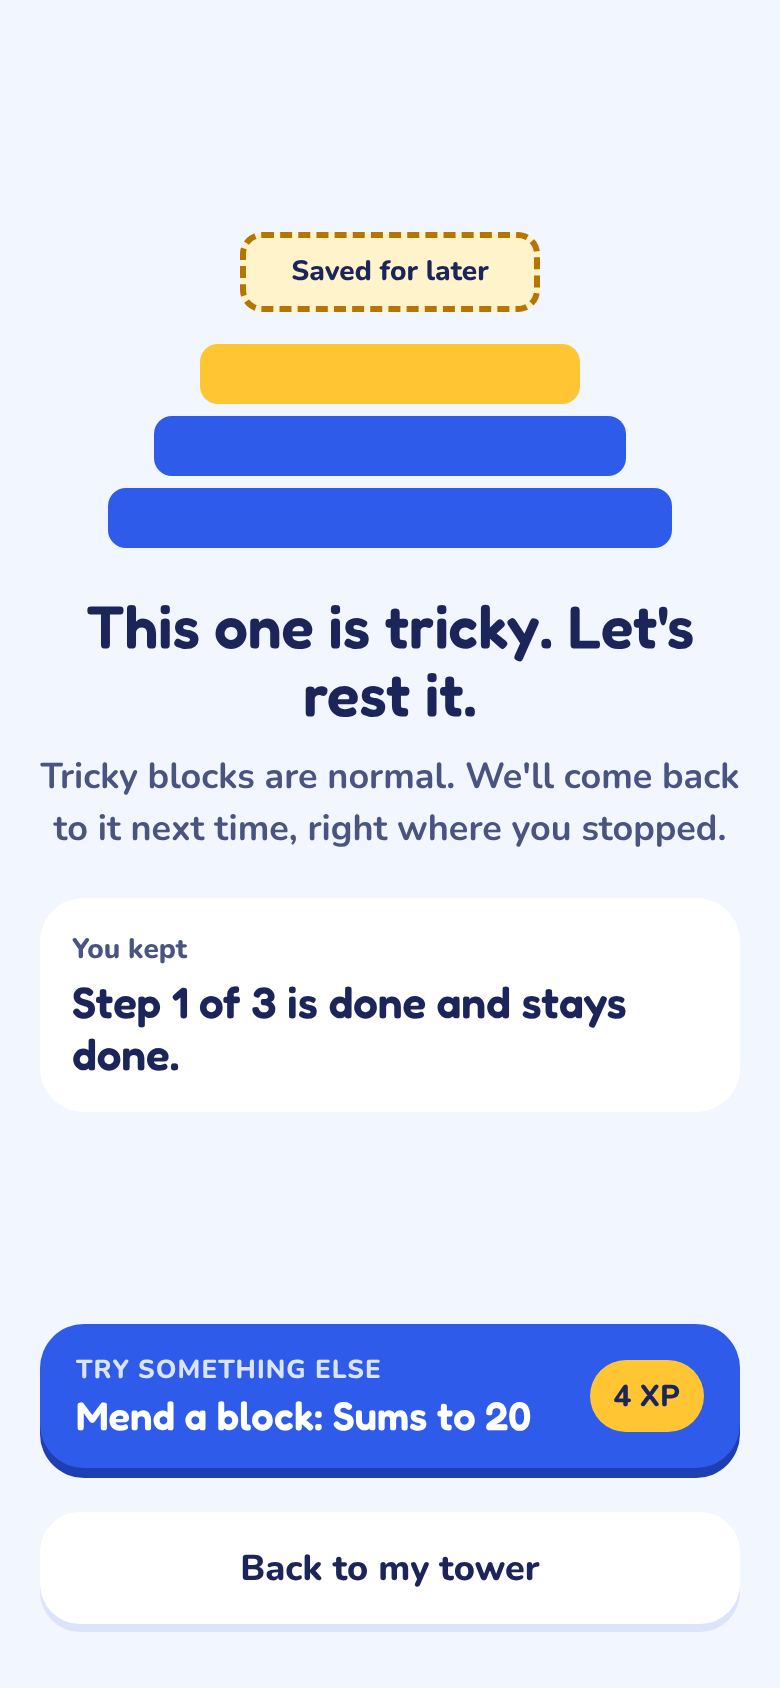 Saved for later
This one is tricky. Let's
rest it.
Tricky blocks are normal. We'll come back
to it next time, right where you stopped.
You kept
Step 1 of 3 is done and stays
done.
TRY SOMETHING ELSE
Mend a block: Sums to 20
4 XP
Back to my tower